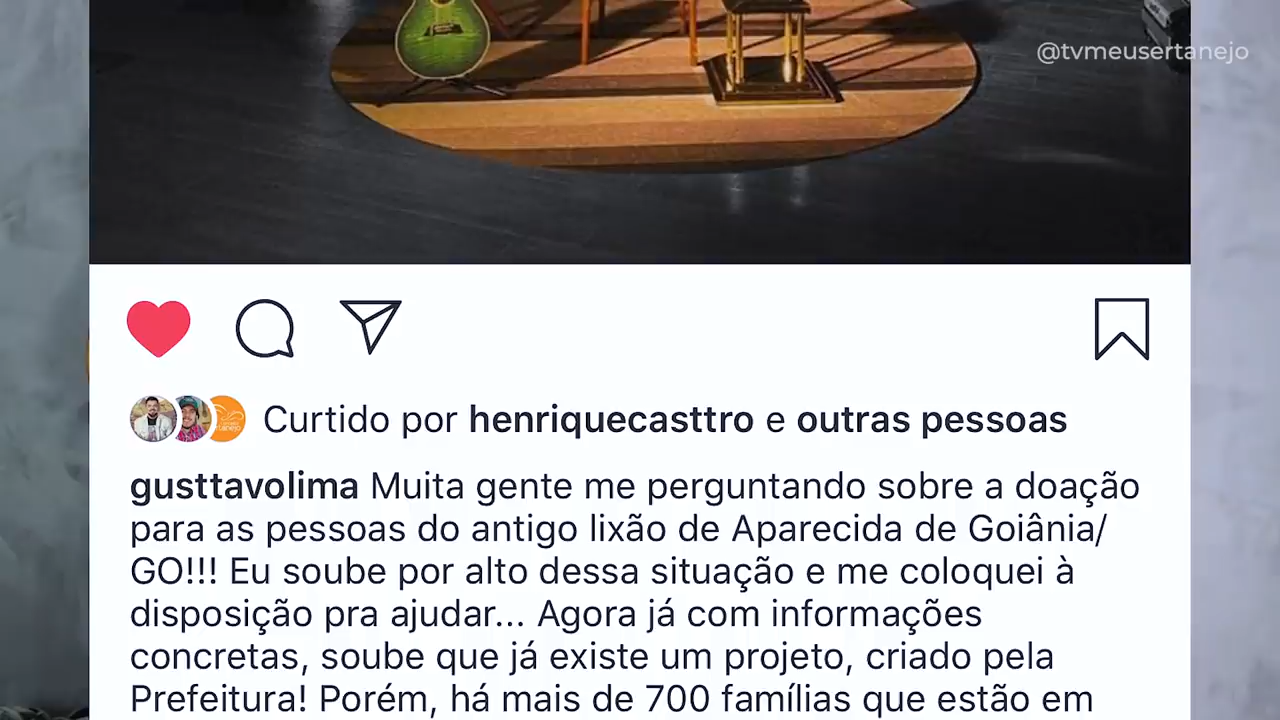 @tvmeusertanejo
Curtido por henriquecasttro e outras pessoas
gusttavolima Muita gente me perguntando sobre a doação
para as pessoas do antigo lixão de Aparecida de Goiânia/
GO!!! Eu soube por alto dessa situação e me coloquei à
disposição pra ajudar... Agora já com informações
concretas, soube que já existe um projeto, criado pela
Prefeitura! Porém, há mais de 700 famílias que estão em